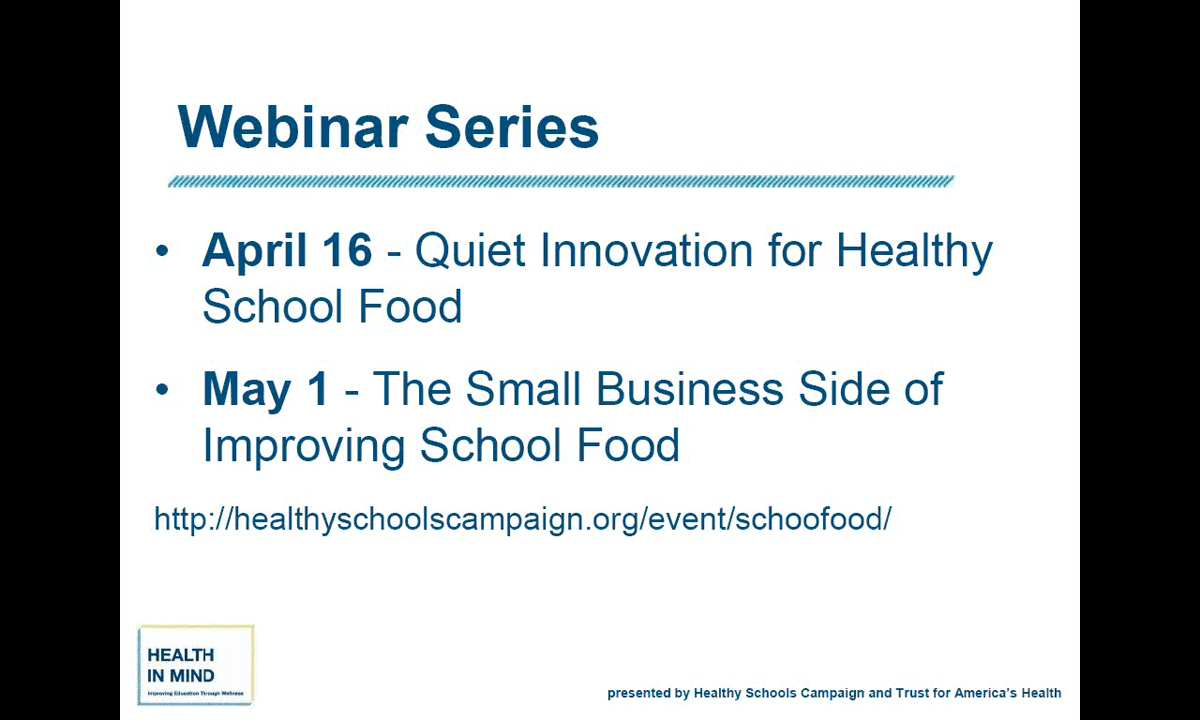 Webinar Series
• April 16 - Quiet Innovation for Healthy
School Food
• May 1 - The Small Business Side of
Improving School Food
http://healthyschoolscampaign.org/event/schoofood/
HEALTH
IN MIND
Improving Education Through Wellness
presented by Healthy Schools Campaign and Trust for America's Health